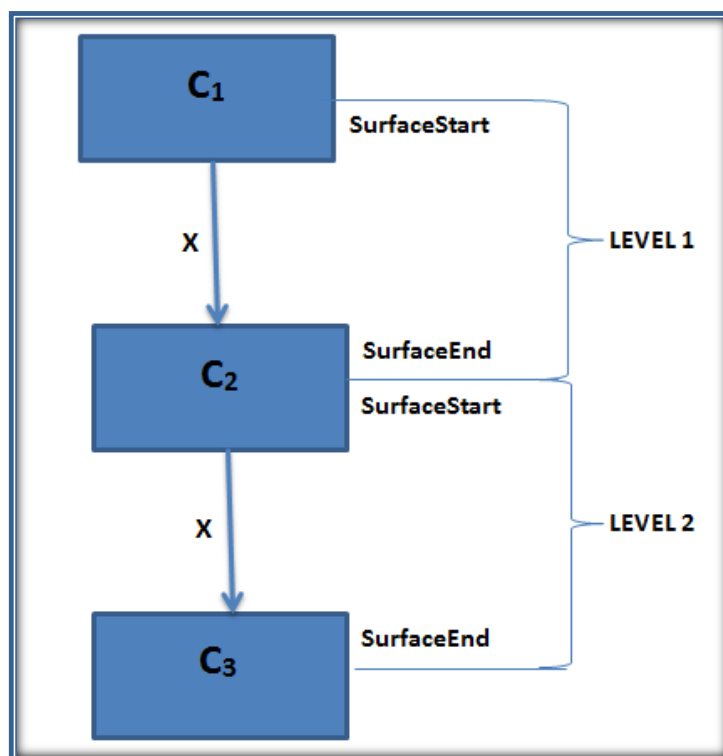 C₁
SurfaceStart
X
LEVEL 1
SurfaceEnd
C₂
SurfaceStart
X
LEVEL 2
SurfaceEnd
C₃